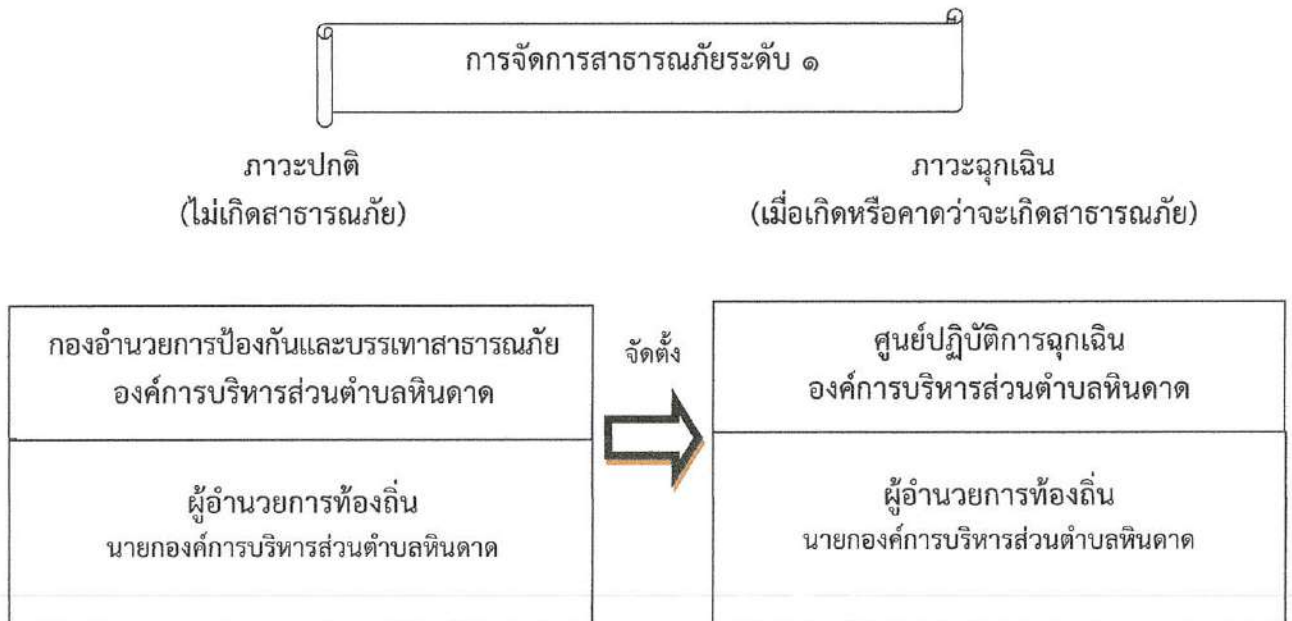 การจัดการสาธารณภัยระดับ ๑
ภาวะปกติ
(ไม่เกิดสาธารณภัย)
ภาวะฉุกเฉิน
(เมื่อเกิดหรือคาดว่าจะเกิดสาธารณภัย)
กองอำนวยการป้องกันและบรรเทาสาธารณภัย
องค์การบริหารส่วนตำบลหินดาด
ผู้อำนวยการท้องถิ่น
นายกองค์การบริหารส่วนตำบลหินดาด
จัดตั้ง
ศูนย์ปฏิบัติการฉุกเฉิน
องค์การบริหารส่วนตำบลหินดาด
ผู้อำนวยการท้องถิ่น
นายกองค์การบริหารส่วนตำบลหินดาด